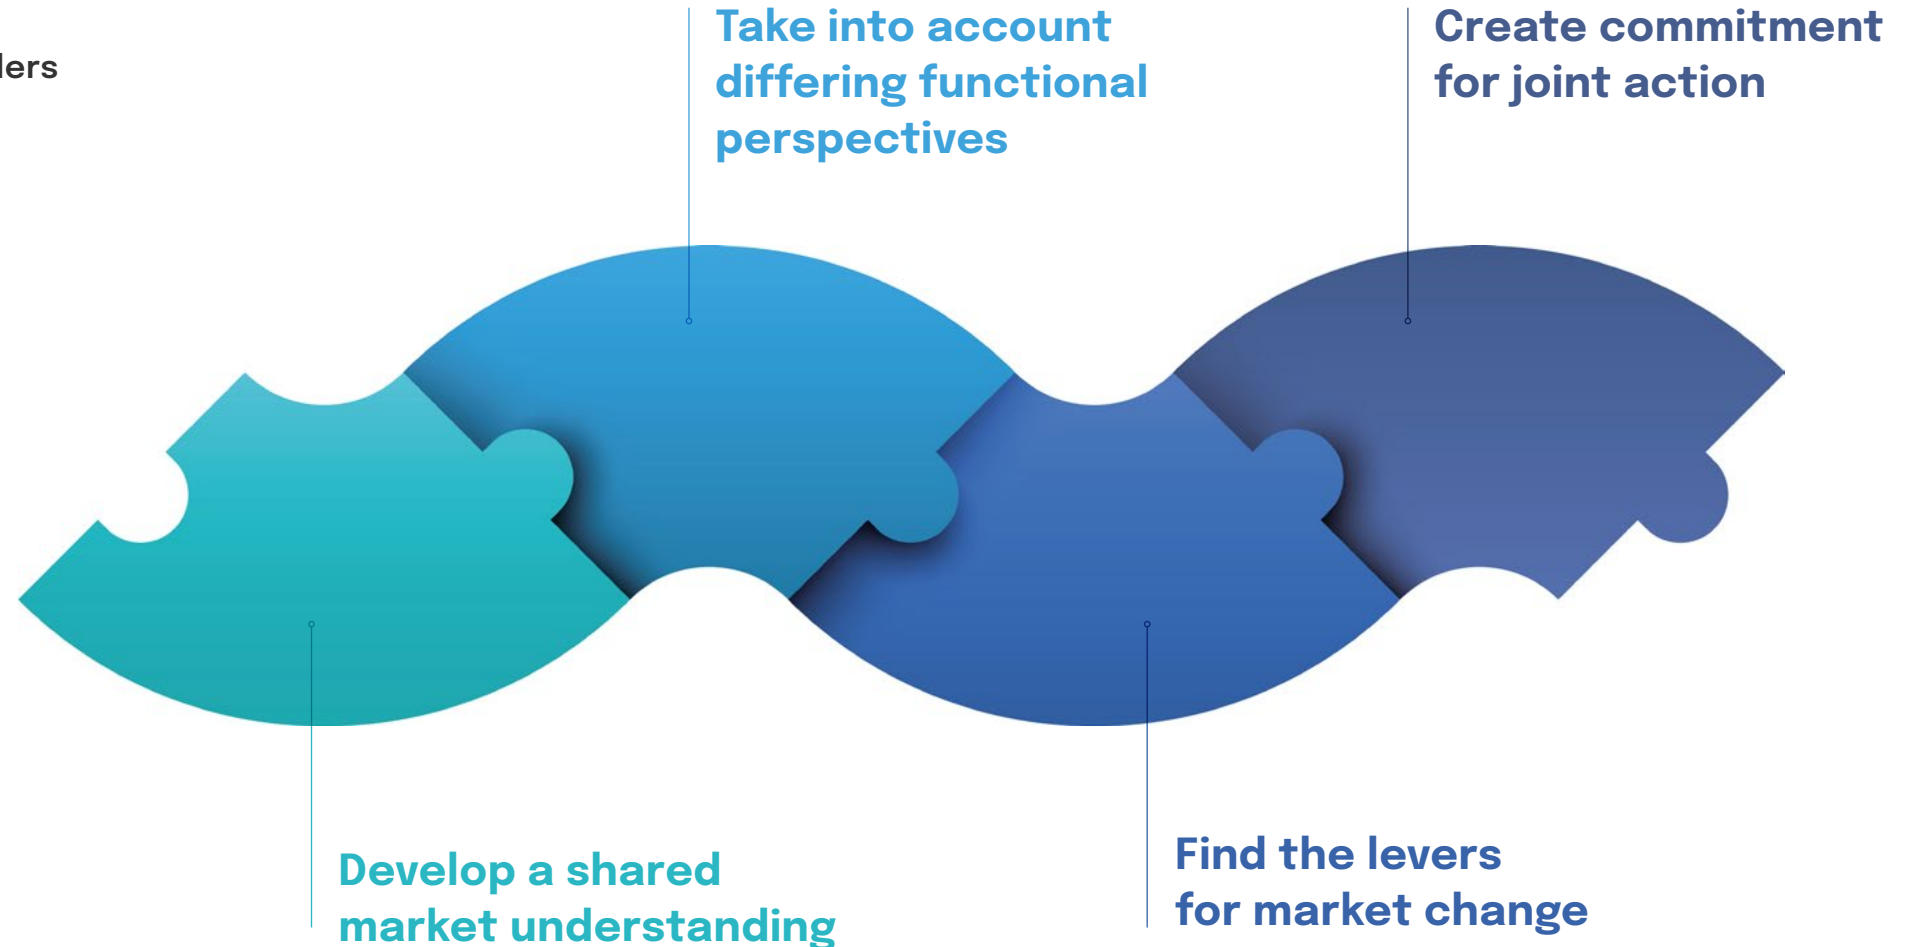 Take into account
differing functional
perspectives
Create commitment
for joint action
Develop a shared
market understanding
Find the levers
for market change